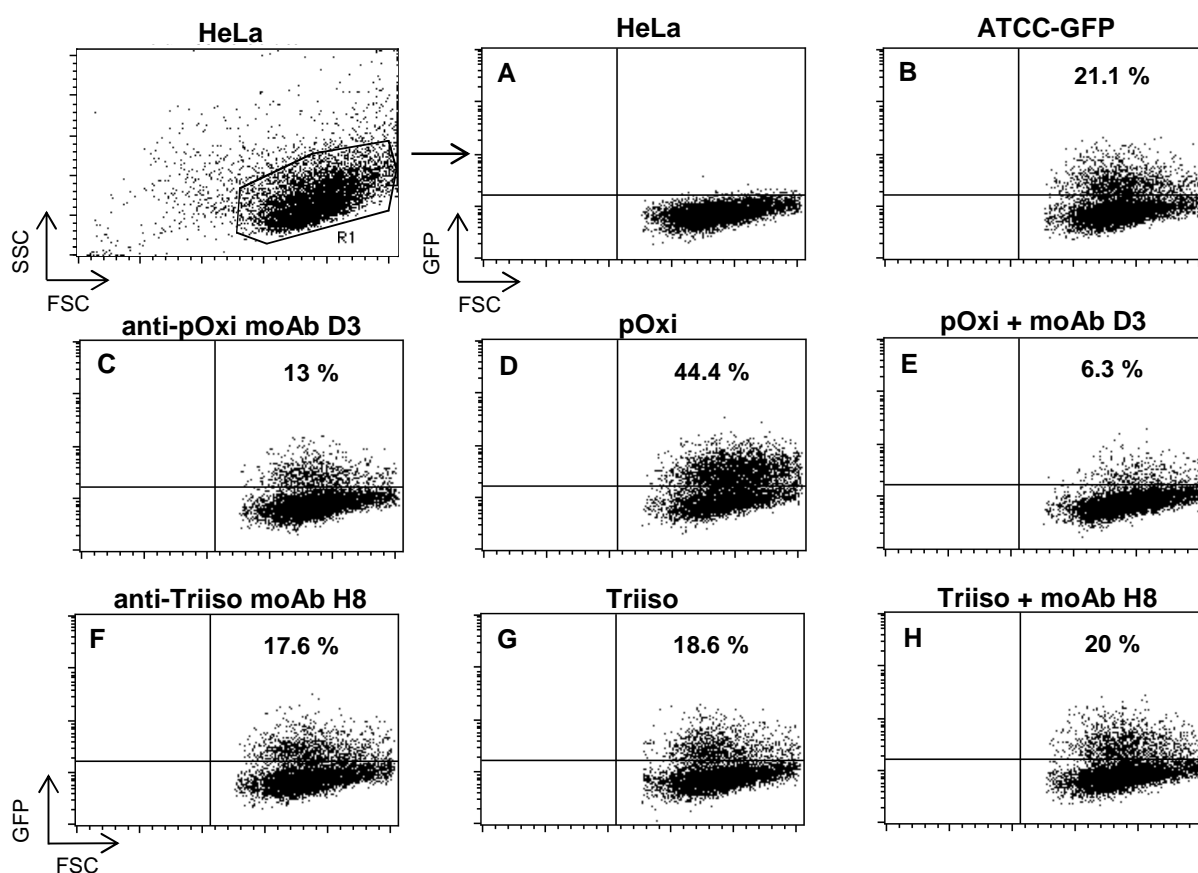 HeLa
HeLa
ATCC-GFP
A
B
21.1 %
R1
SSC
FSC
GFP
FSC
anti-pOxi moAb D3
pOxi
pOxi + moAb D3
C
13 %
D
44.4 %
E
6.3 %
anti-Triiso moAb H8
Triiso
Triiso + moAb H8
F
17.6 %
G
18.6 %
H
20 %
GFP
FSC